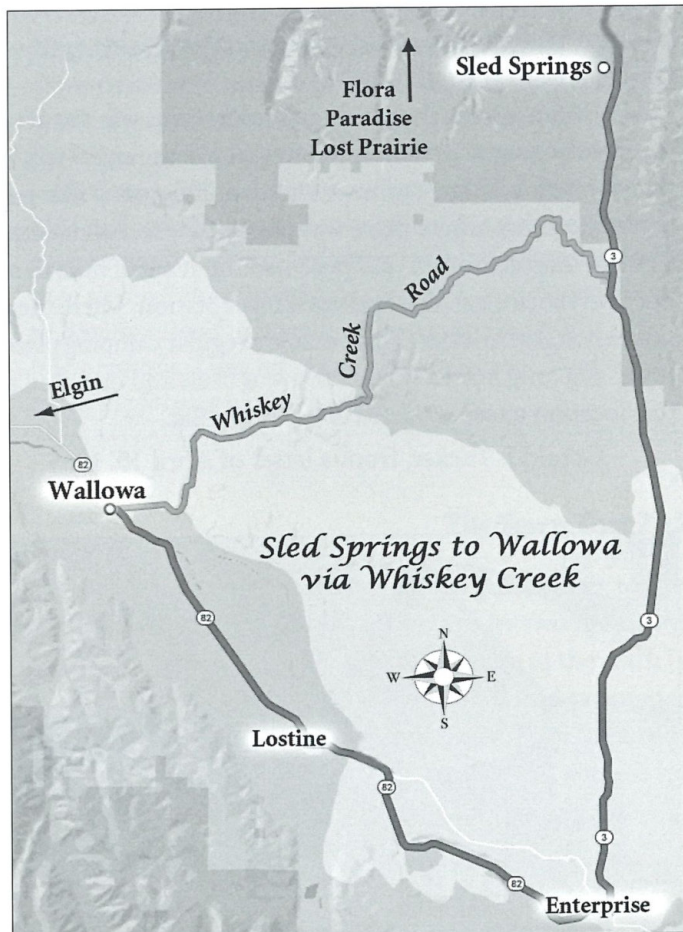 Sled Springs
Flora
Paradise
Lost Prairie
3
Whiskey Creek Road
Elgin
82
Wallowa
Sled Springs to Wallowa
via Whiskey Creek
82
3
N
W E
S
Lostine
82
3
82
Enterprise